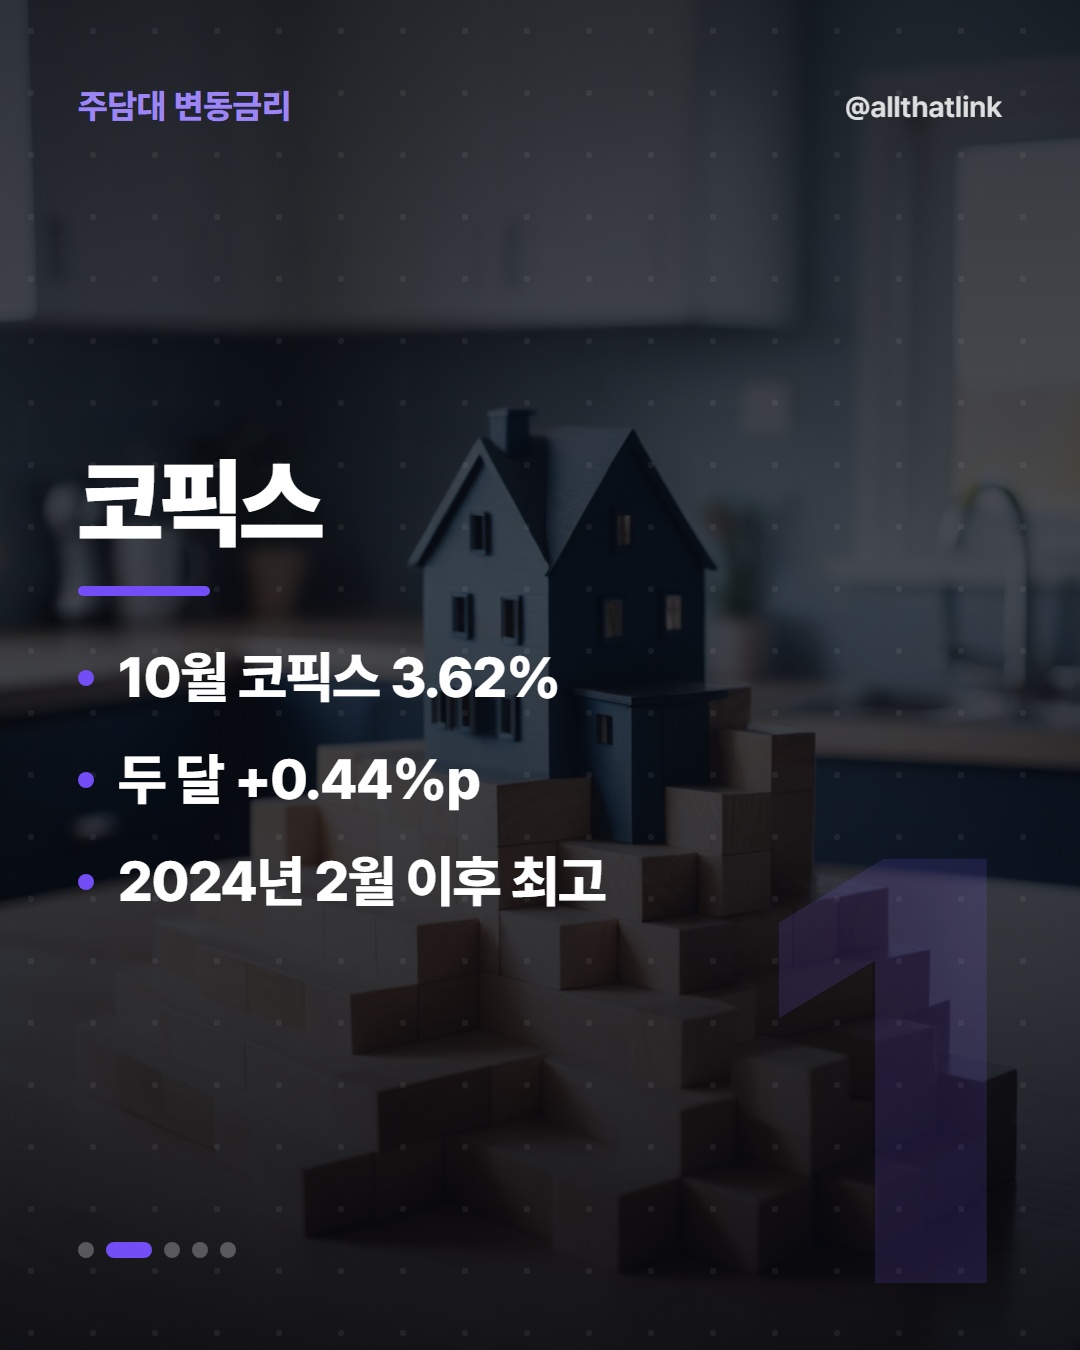 주담대 변동금리
@allthatlink
코픽스
10월 코픽스 3.62%
두 달 +0.44%p
2024년 2월 이후 최고
1